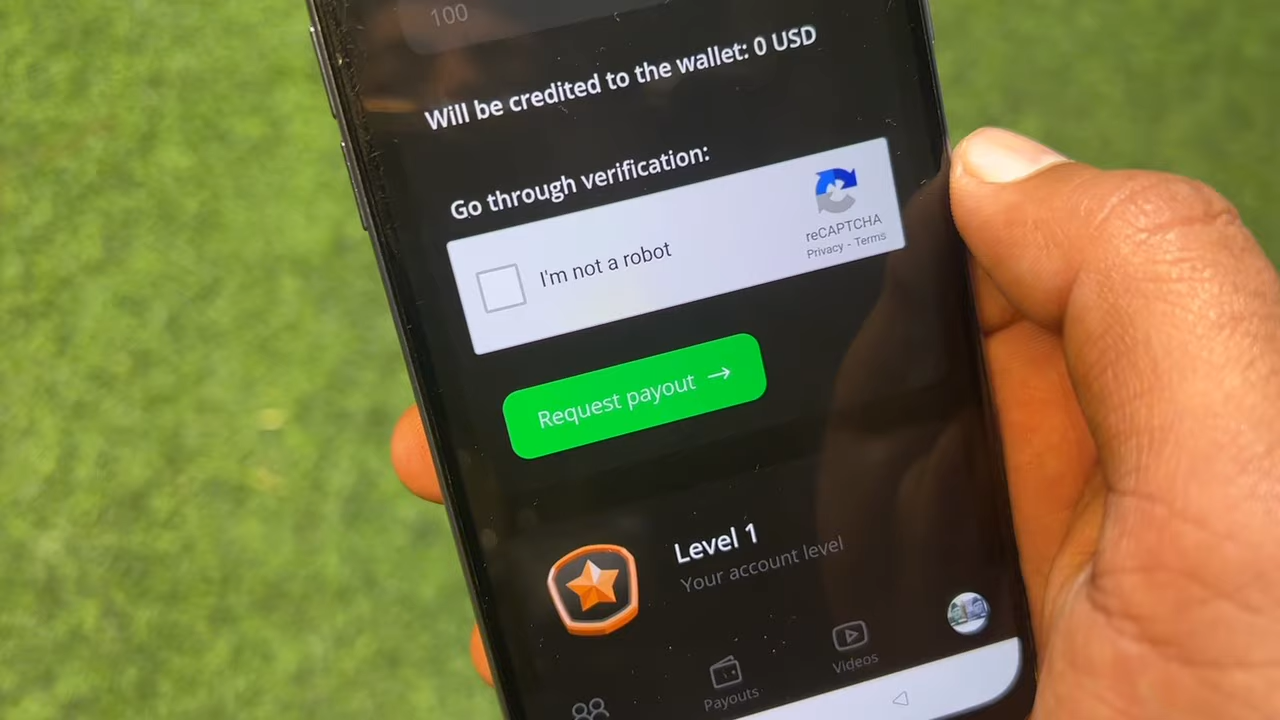 100
Will be credited to the wallet: 0 USD
Go through verification:
I'm not a robot
reCAPTCHA
Privacy - Terms
Request payout →
Level 1
Your account level
Payouts
Videos